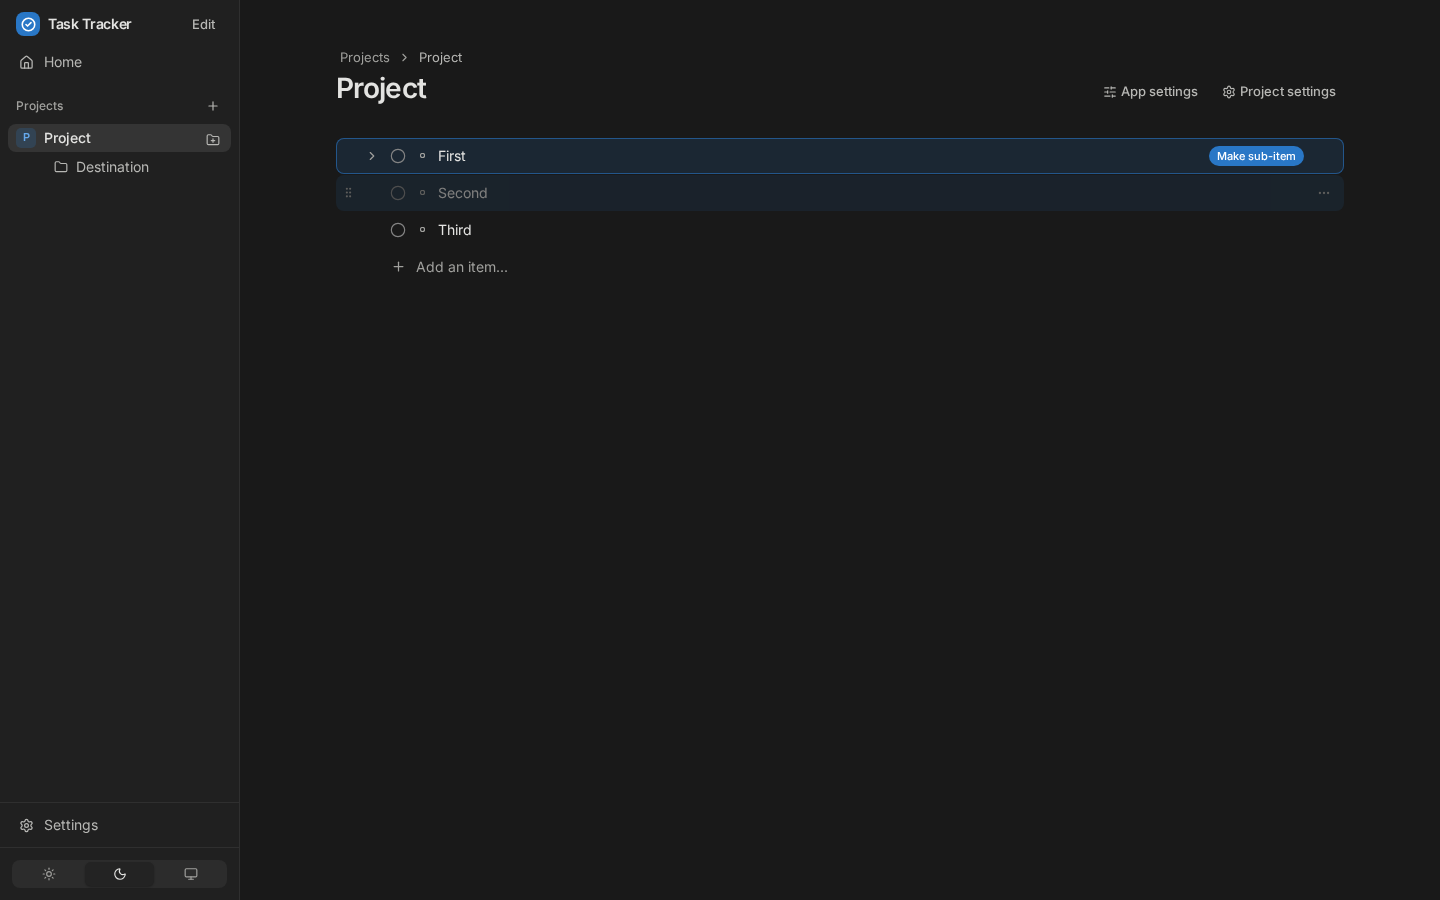 Task Tracker
Edit
Home
Projects
P Project
Destination
Settings
Projects > Project
Project
App settings
Project settings
First
Make sub-item
Second
Third
Add an item...